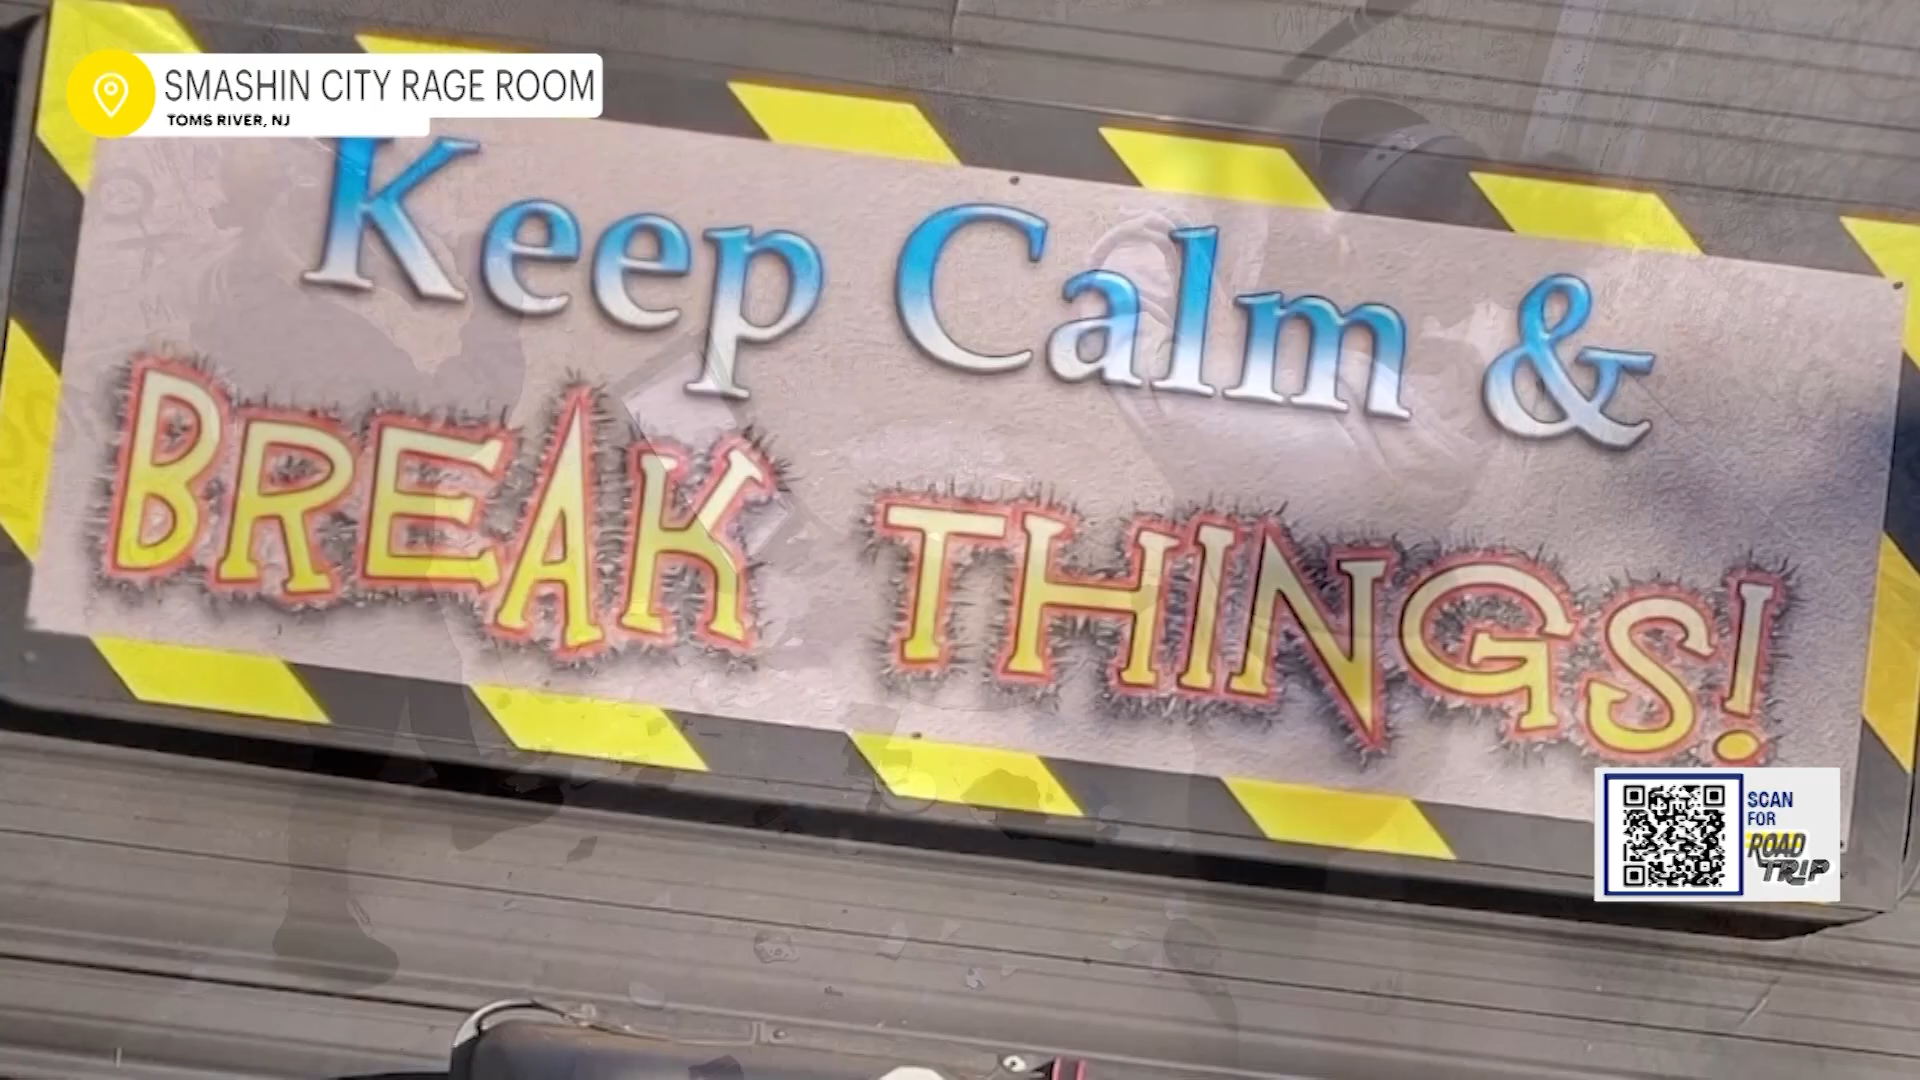 SMASHIN CITY RAGE ROOM
TOMS RIVER, NJ
Keep Calm &
BREAK THINGS!
SCAN
FOR
ROAD
TRIP